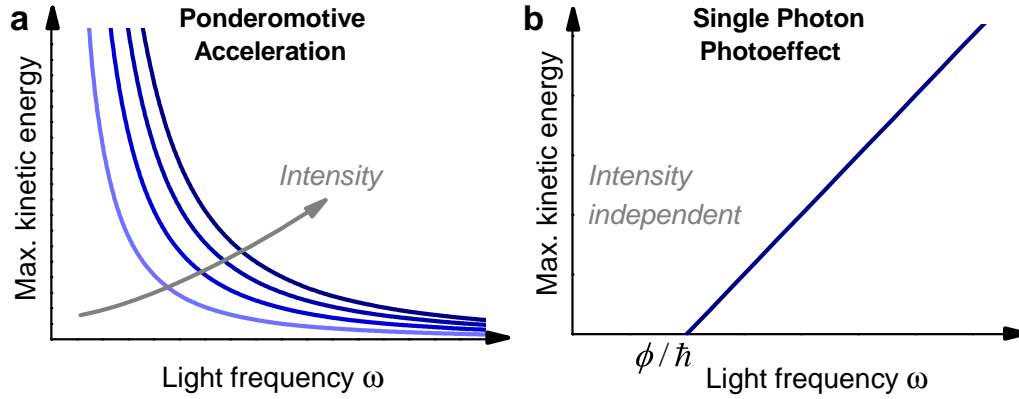 a
Ponderomotive
Acceleration
Max. kinetic energy
Intensity
Light frequency ω
b
Single Photon
Photoeffect
Max. kinetic energy
Intensity
independent
ϕ / ħ
Light frequency ω